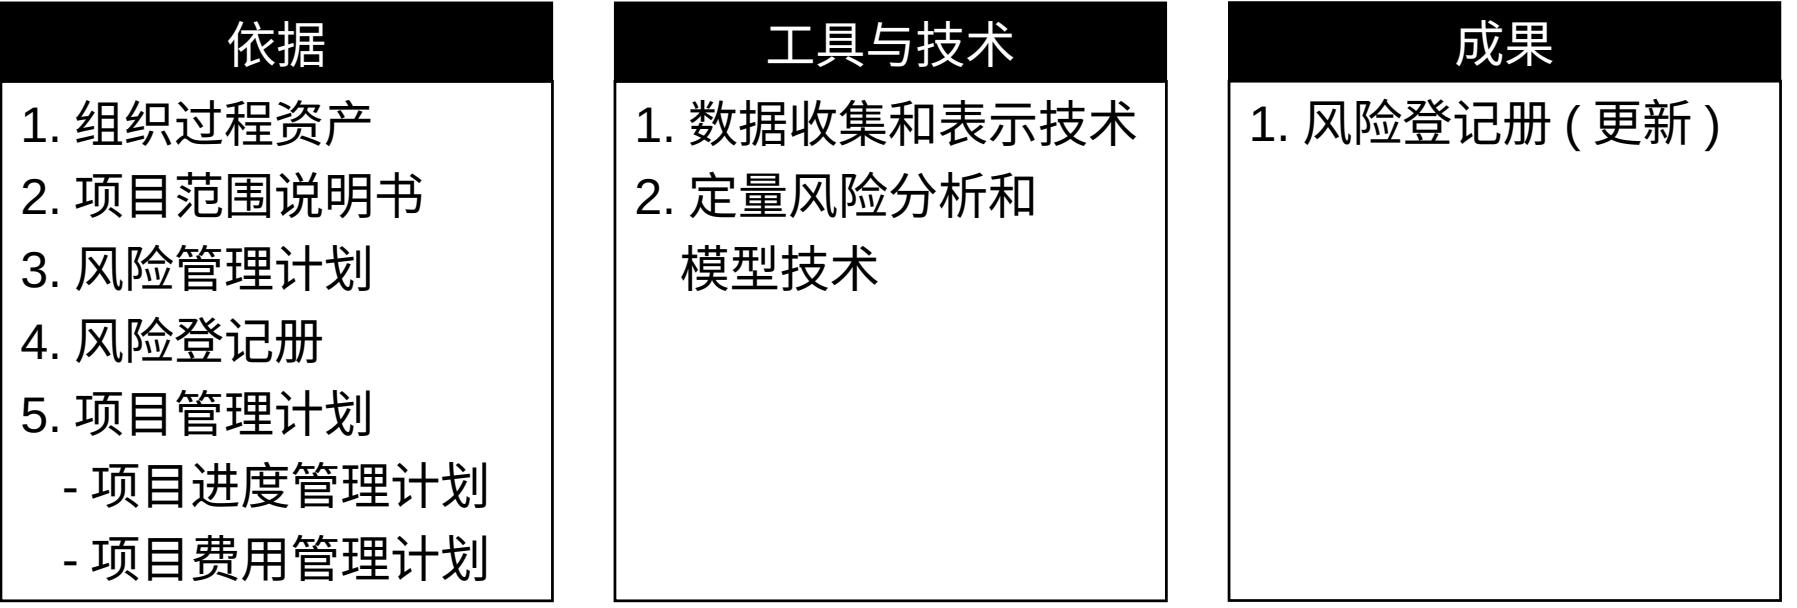 依据
1. 组织过程资产
2. 项目范围说明书
3. 风险管理计划
4. 风险登记册
5. 项目管理计划
- 项目进度管理计划
- 项目费用管理计划
工具与技术
1. 数据收集和表示技术
2. 定量风险分析和
模型技术
成果
1. 风险登记册 ( 更新 )